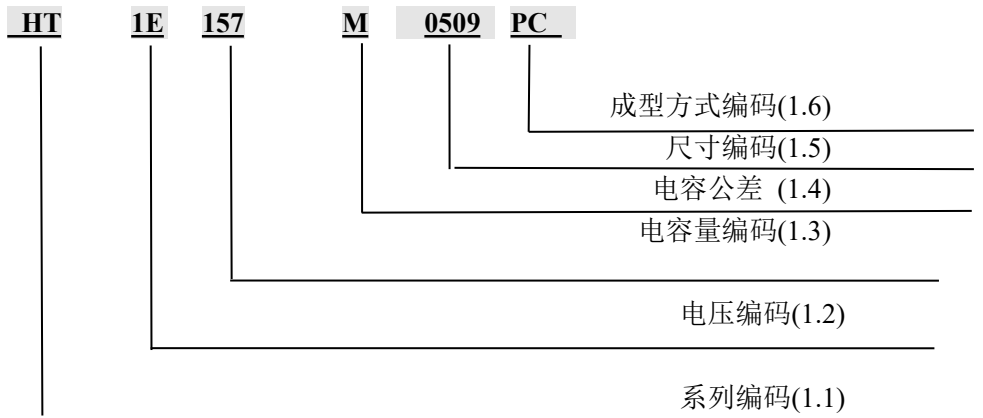 HT 1E 157 M 0509 PC
成型方式编码(1.6)
尺寸编码(1.5)
电容公差 (1.4)
电容量编码(1.3)
电压编码(1.2)
系列编码(1.1)